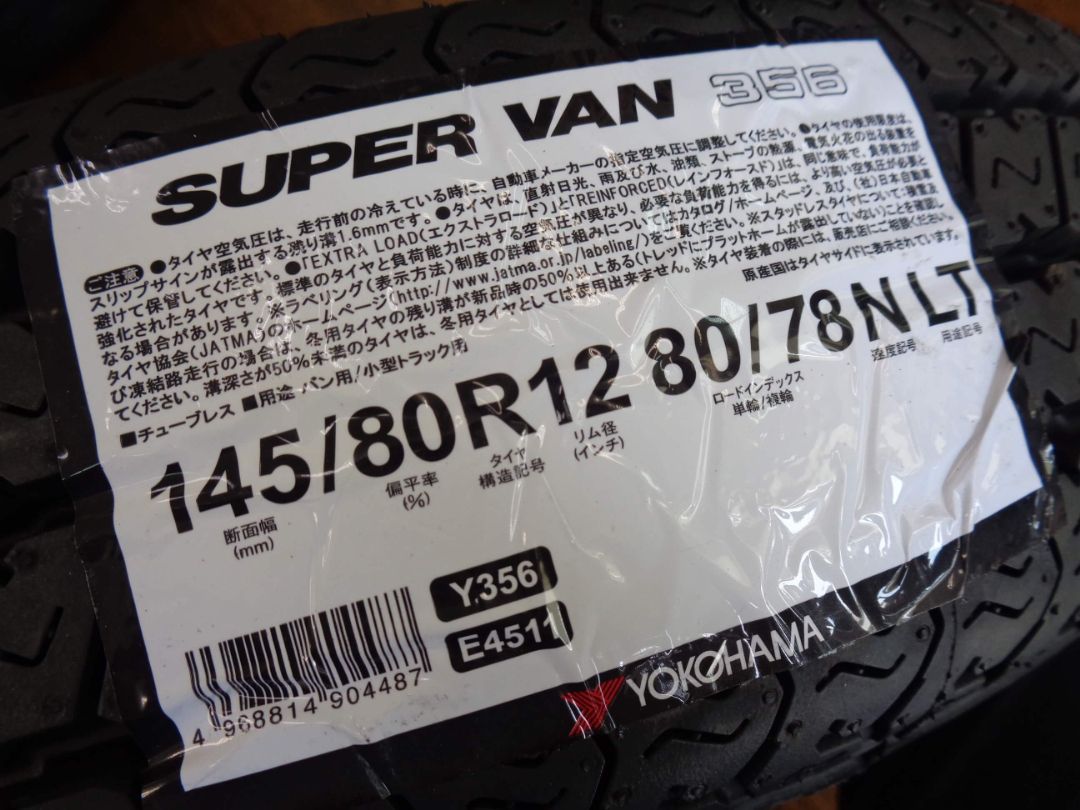 SUPER VAN 356
ご注意 ●タイヤ空気圧は、走行前の冷えている時に、自動車メーカーの指定空気圧に調整してください。●タイヤの使用限度は、
スリップサインが露出する残り溝1.6mmです。●タイヤは、直射日光、雨及び水、油類、ストーブの熱源、電気火花の出る装置を
避けて保管してください。●「EXTRA LOAD(エクストラロード)」と「REINFORCED(レインフォースド)」は、同じ意味で、負荷能力が
強化されたタイヤです。標準のタイヤと負荷能力に対する空気圧が異なり、必要な負荷能力を得るには、より高い空気圧が必要と
なる場合があります。※ラベリング(表示方法)制度の詳細な仕組みについてはカタログ/ホームページ、及び、(社)日本自動車
タイヤ協会(JATMA)のホームページ(http://www.jatma.or.jp/labeling/)をご覧ください。※スタッドレスタイヤについて:積雪及
び凍結路走行の場合は、冬用タイヤの残り溝が新品時の50%以上ある(トレッドにプラットホームが露出していない)ことを確認し
てください。溝深さが50%未満のタイヤは、冬用タイヤとしては使用出来ません。※タイヤ装着の際には、販売店にご相談ください。
■チューブレス ■用途 バン用/小型トラック用
原産国はタイヤサイドに表示されています。
145/80R12 80/78N LT
断面幅
(mm)
偏平率
(%)
タイヤ
構造記号
リム径
(インチ)
ロードインデックス
単輪/複輪
速度記号
用途記号
Y356
E4511
4 968814 904487
YOKOHAMA